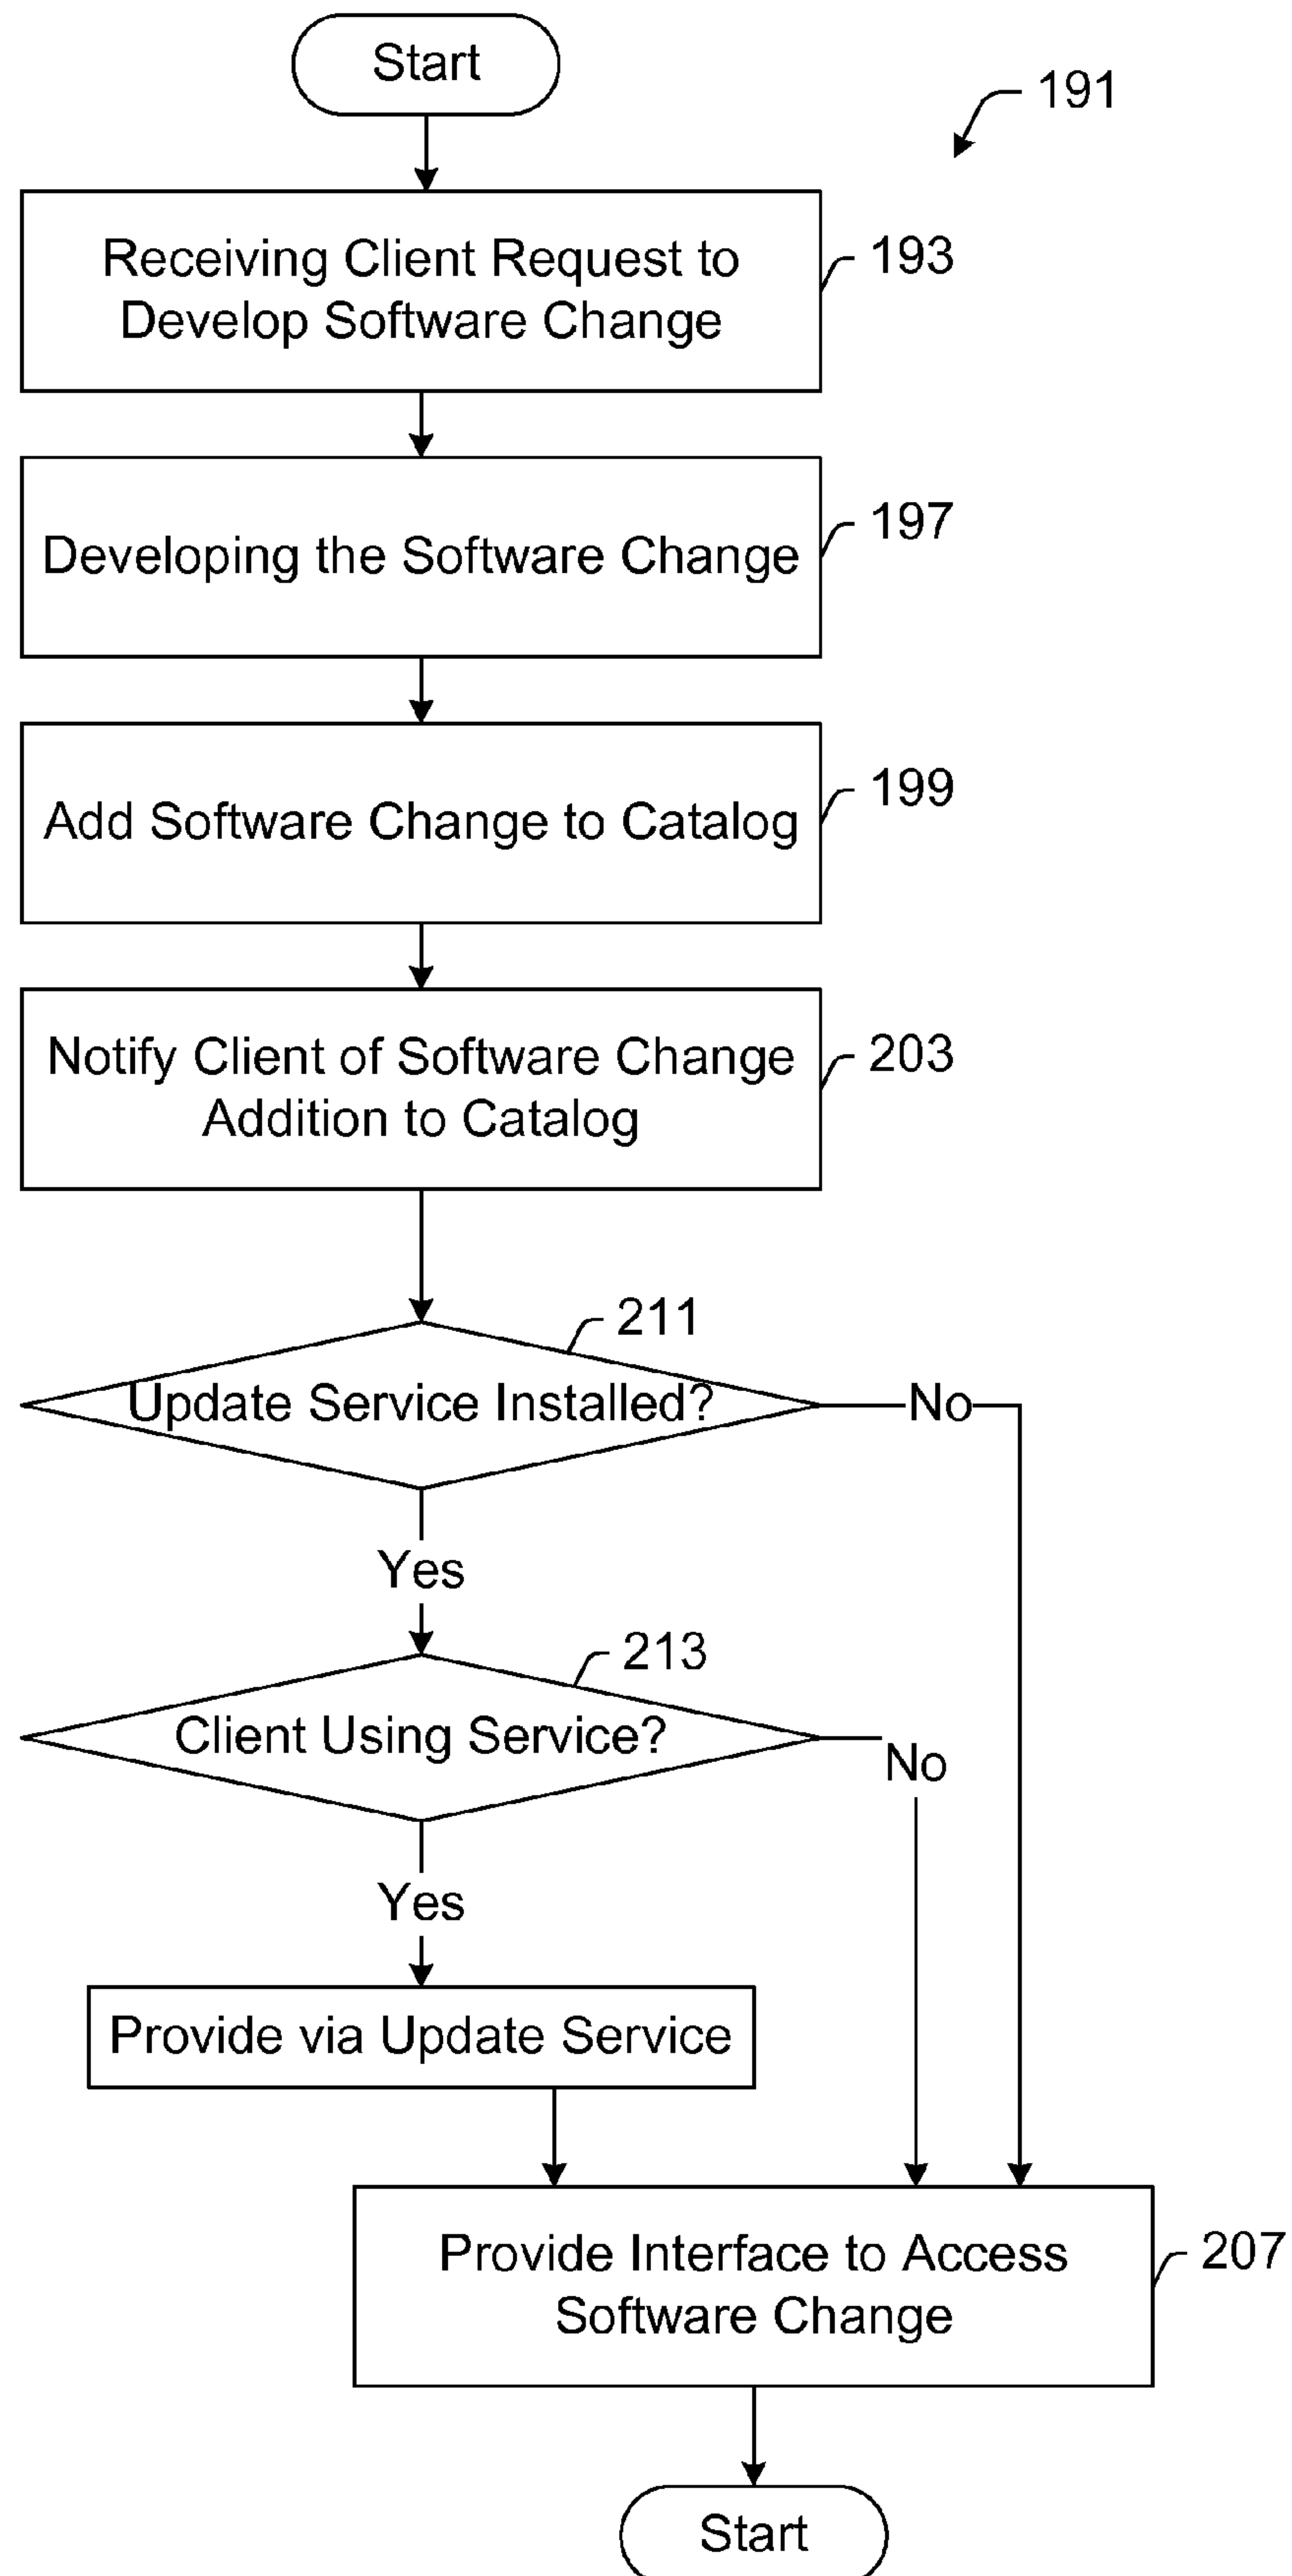 Start
191
Receiving Client Request to
Develop Software Change
193
Developing the Software Change
197
Add Software Change to Catalog
199
Notify Client of Software Change
Addition to Catalog
203
211
Update Service Installed?
No
Yes
213
Client Using Service?
No
Yes
Provide via Update Service
Provide Interface to Access
Software Change
207
Start